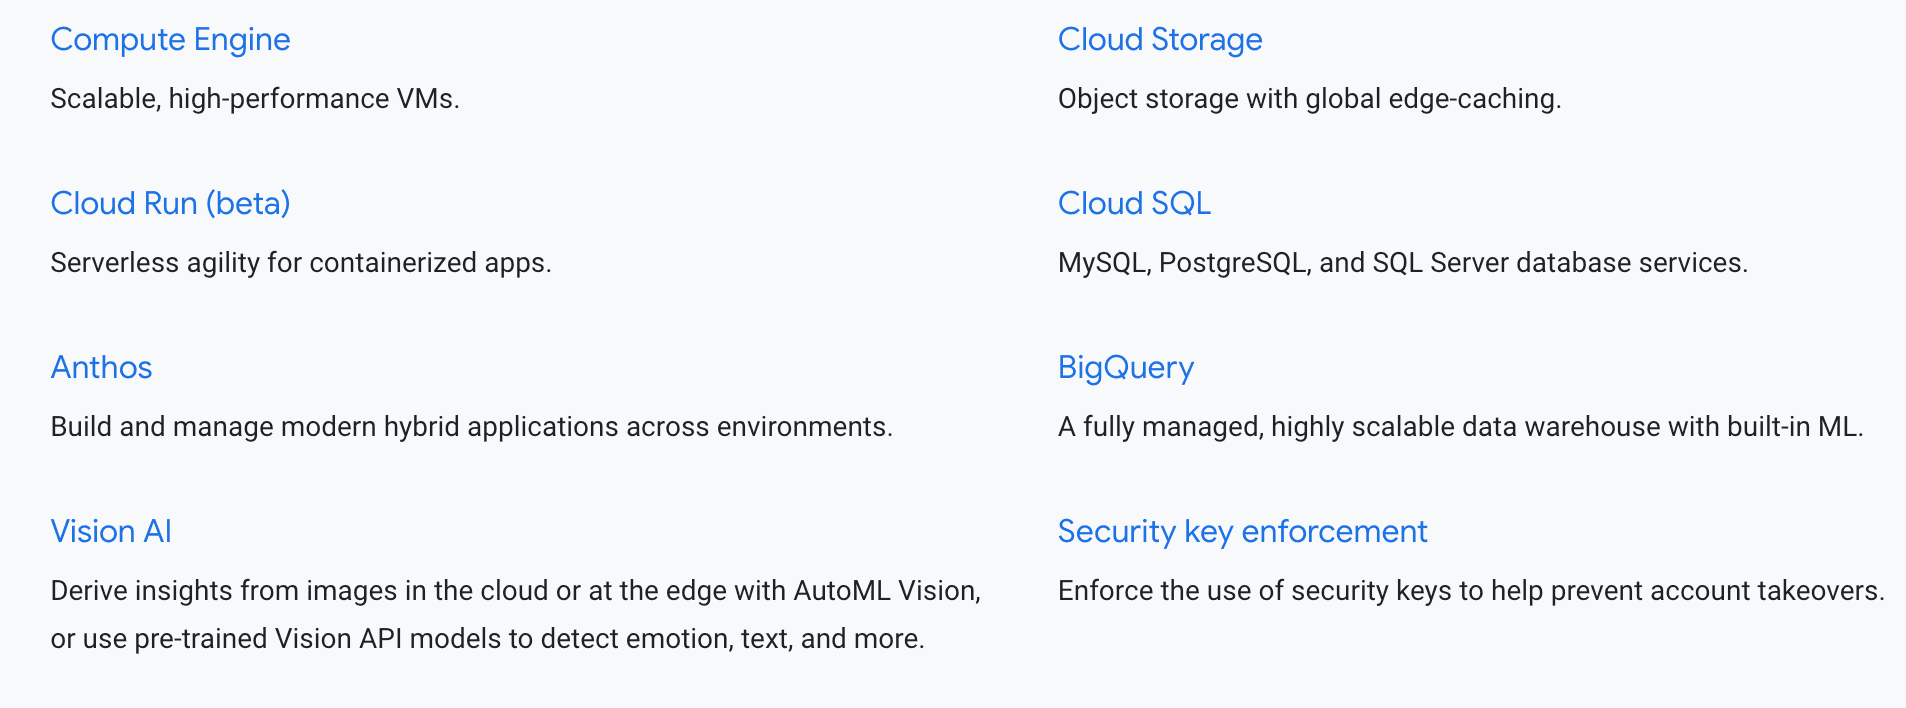 Compute Engine
Scalable, high-performance VMs.
Cloud Storage
Object storage with global edge-caching.
Cloud Run (beta)
Serverless agility for containerized apps.
Cloud SQL
MySQL, PostgreSQL, and SQL Server database services.
Anthos
Build and manage modern hybrid applications across environments.
BigQuery
A fully managed, highly scalable data warehouse with built-in ML.
Vision AI
Derive insights from images in the cloud or at the edge with AutoML Vision,
or use pre-trained Vision API models to detect emotion, text, and more.
Security key enforcement
Enforce the use of security keys to help prevent account takeovers.